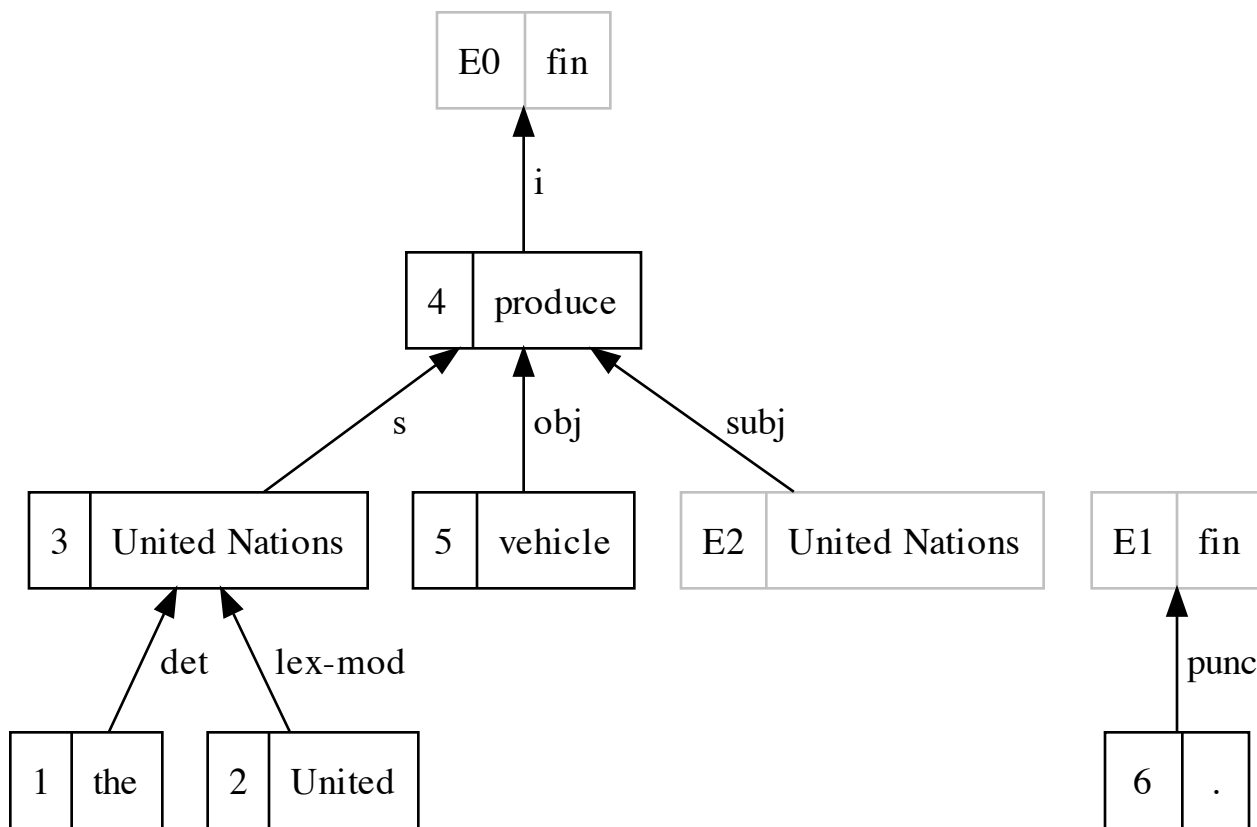 E0 fin
i
4 produce
s obj subj
3 United Nations 5 vehicle E2 United Nations E1 fin
det lex-mod punc
1 the 2 United 6 .